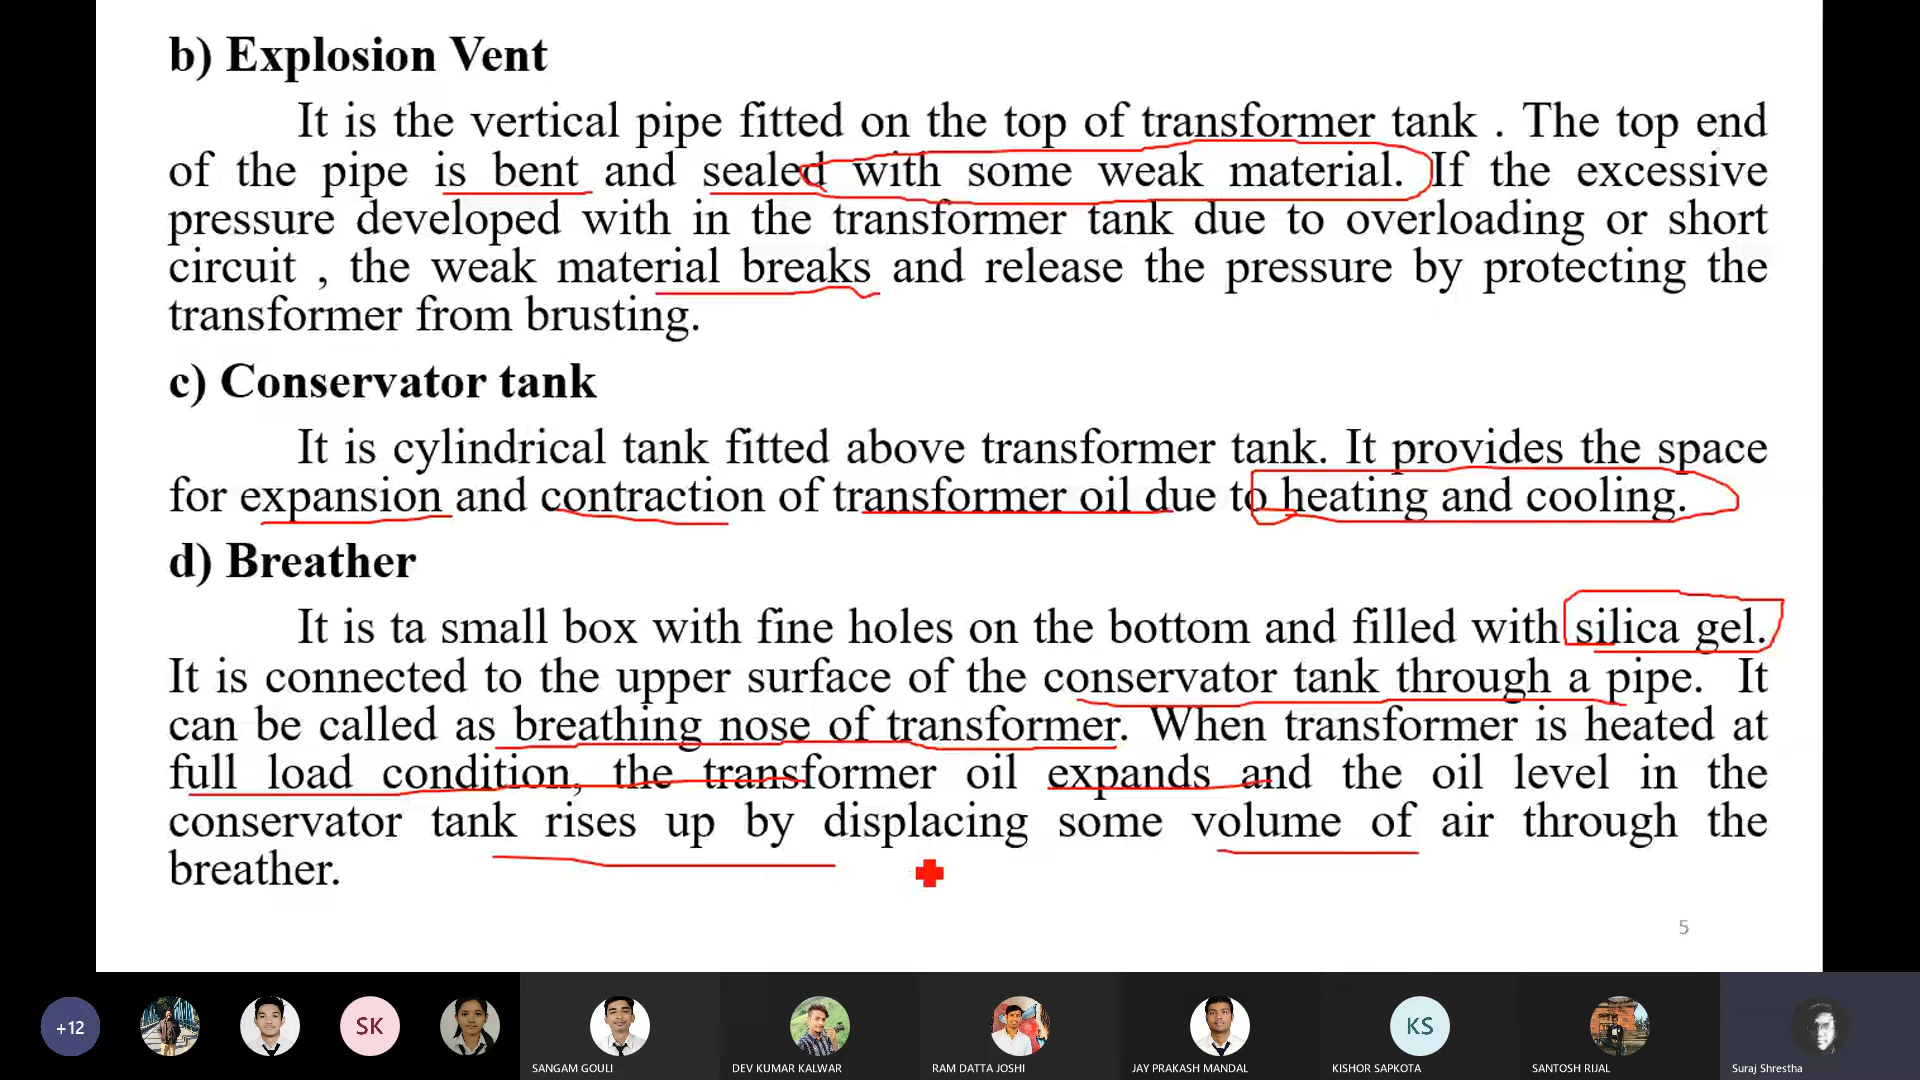 b) Explosion Vent
It is the vertical pipe fitted on the top of transformer tank . The top end
of the pipe is bent and sealed with some weak material. If the excessive
pressure developed with in the transformer tank due to overloading or short
circuit , the weak material breaks and release the pressure by protecting the
transformer from brusting.
c) Conservator tank
It is cylindrical tank fitted above transformer tank. It provides the space
for expansion and contraction of transformer oil due to heating and cooling.
d) Breather
It is ta small box with fine holes on the bottom and filled with silica gel.
It is connected to the upper surface of the conservator tank through a pipe. It
can be called as breathing nose of transformer. When transformer is heated at
full load condition, the transformer oil expands and the oil level in the
conservator tank rises up by displacing some volume of air through the
breather.
5
+12
SK
KS
SANGAM GOULI
DEV KUMAR KALWAR
RAM DATTA JOSHI
JAY PRAKASH MANDAL
KISHOR SAPKOTA
SANTOSH RIJAL
Suraj Shrestha